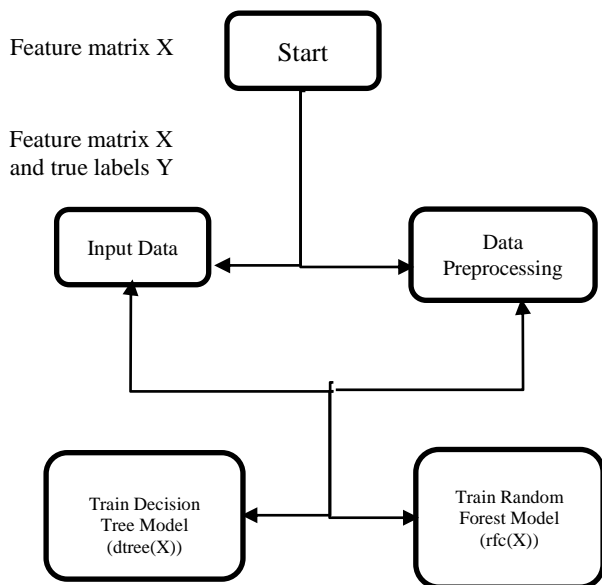 Feature matrix X
Start
Feature matrix X
and true labels Y
Input Data
Data
Preprocessing
Train Decision
Tree Model
(dtree(X))
Train Random
Forest Model
(rfc(X))